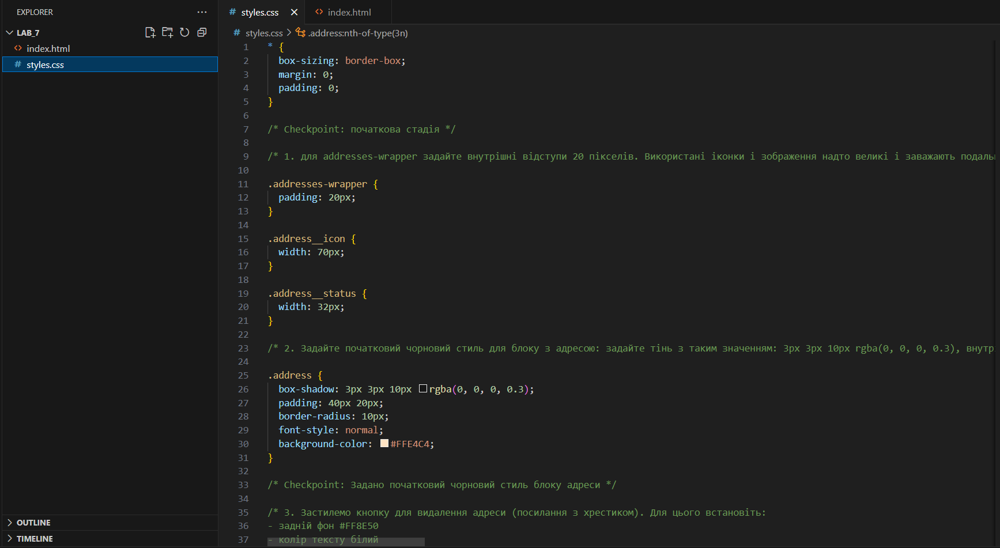 EXPLORER
LAB_7
index.html
styles.css
OUTLINE
TIMELINE
styles.css
index.html
styles.css > .address:nth-of-type(3n)
1 * {
2 box-sizing: border-box;
3 margin: 0;
4 padding: 0;
5 }
6
7 /* Checkpoint: початкова стадія */
8
9 /* 1. для addresses-wrapper задайте внутрішні відступи 20 пікселів. Використані іконки і зображення надто великі і заважають
10
11 .addresses-wrapper {
12 padding: 20px;
13 }
14
15 .address__icon {
16 width: 70px;
17 }
18
19 .address__status {
20 width: 32px;
21 }
22
23 /* 2. Задайте початковий чорновий стиль для блоку з адресою: задайте тінь з таким значенням: 3px 3px 10px rgba(0, 0, 0, 0.3),
24
25 .address {
26 box-shadow: 3px 3px 10px rgba(0, 0, 0, 0.3);
27 padding: 40px 20px;
28 border-radius: 10px;
29 font-style: normal;
30 background-color: #FFE4C4;
31 }
32
33 /* Checkpoint: Задано початковий чорновий стиль блоку адреси */
34
35 /* 3. Застилемо кнопку для видалення адреси (посилання з хрестиком). Для цього встановіть:
36 - задній фон #FF8E50
37 - колір тексту білий